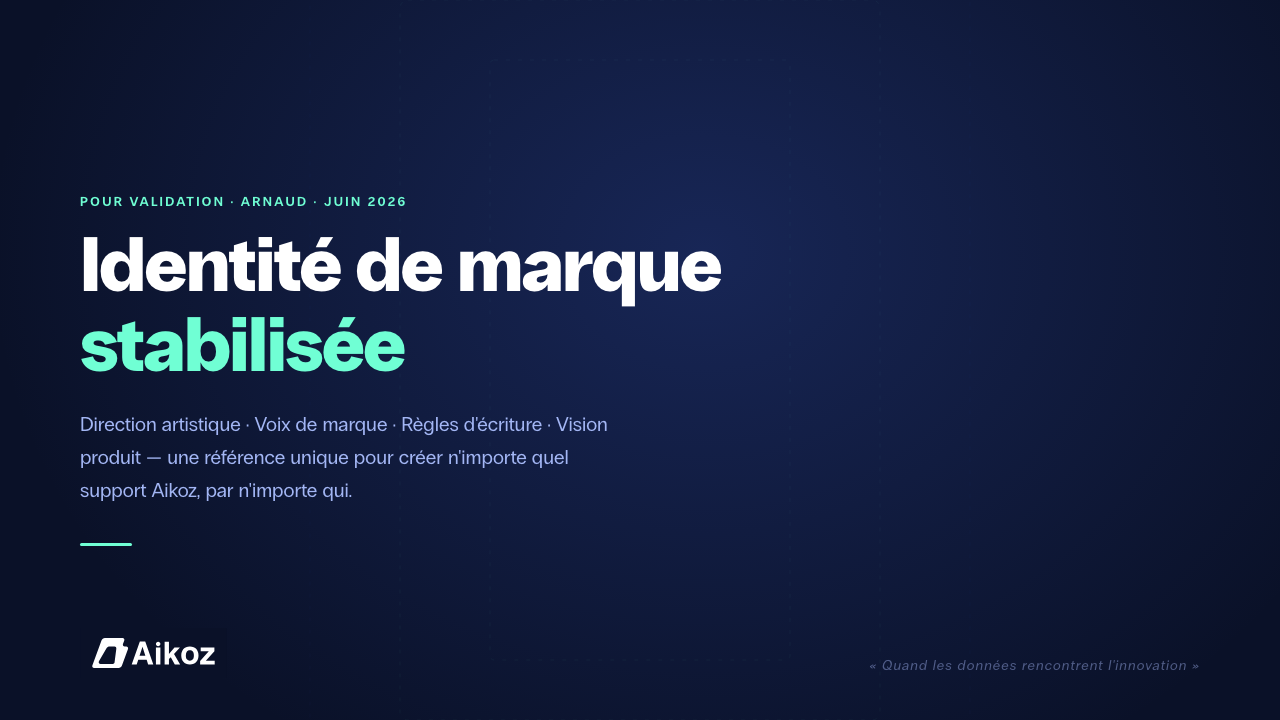 POUR VALIDATION · ARNAUD · JUIN 2026
Identité de marque
stabilisée
Direction artistique · Voix de marque · Règles d'écriture · Vision
produit — une référence unique pour créer n'importe quel
support Aikoz, par n'importe qui.
Aikoz
« Quand les données rencontrent l'innovation »